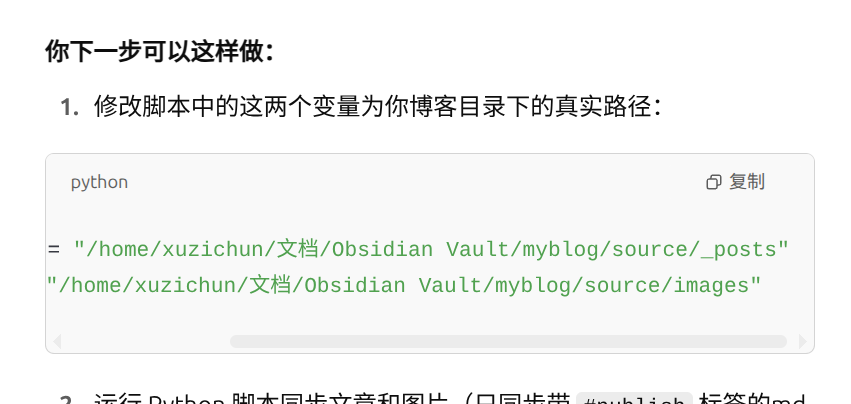 你下一步可以这样做：
1. 修改脚本中的这两个变量为你博客目录下的真实路径：
python 复制
= "/home/xuzichun/文档/Obsidian Vault/myblog/source/_posts"
"/home/xuzichun/文档/Obsidian Vault/myblog/source/images"
2. 运行 Python 脚本同步文章和图片（只同步带 #publish 标签的md